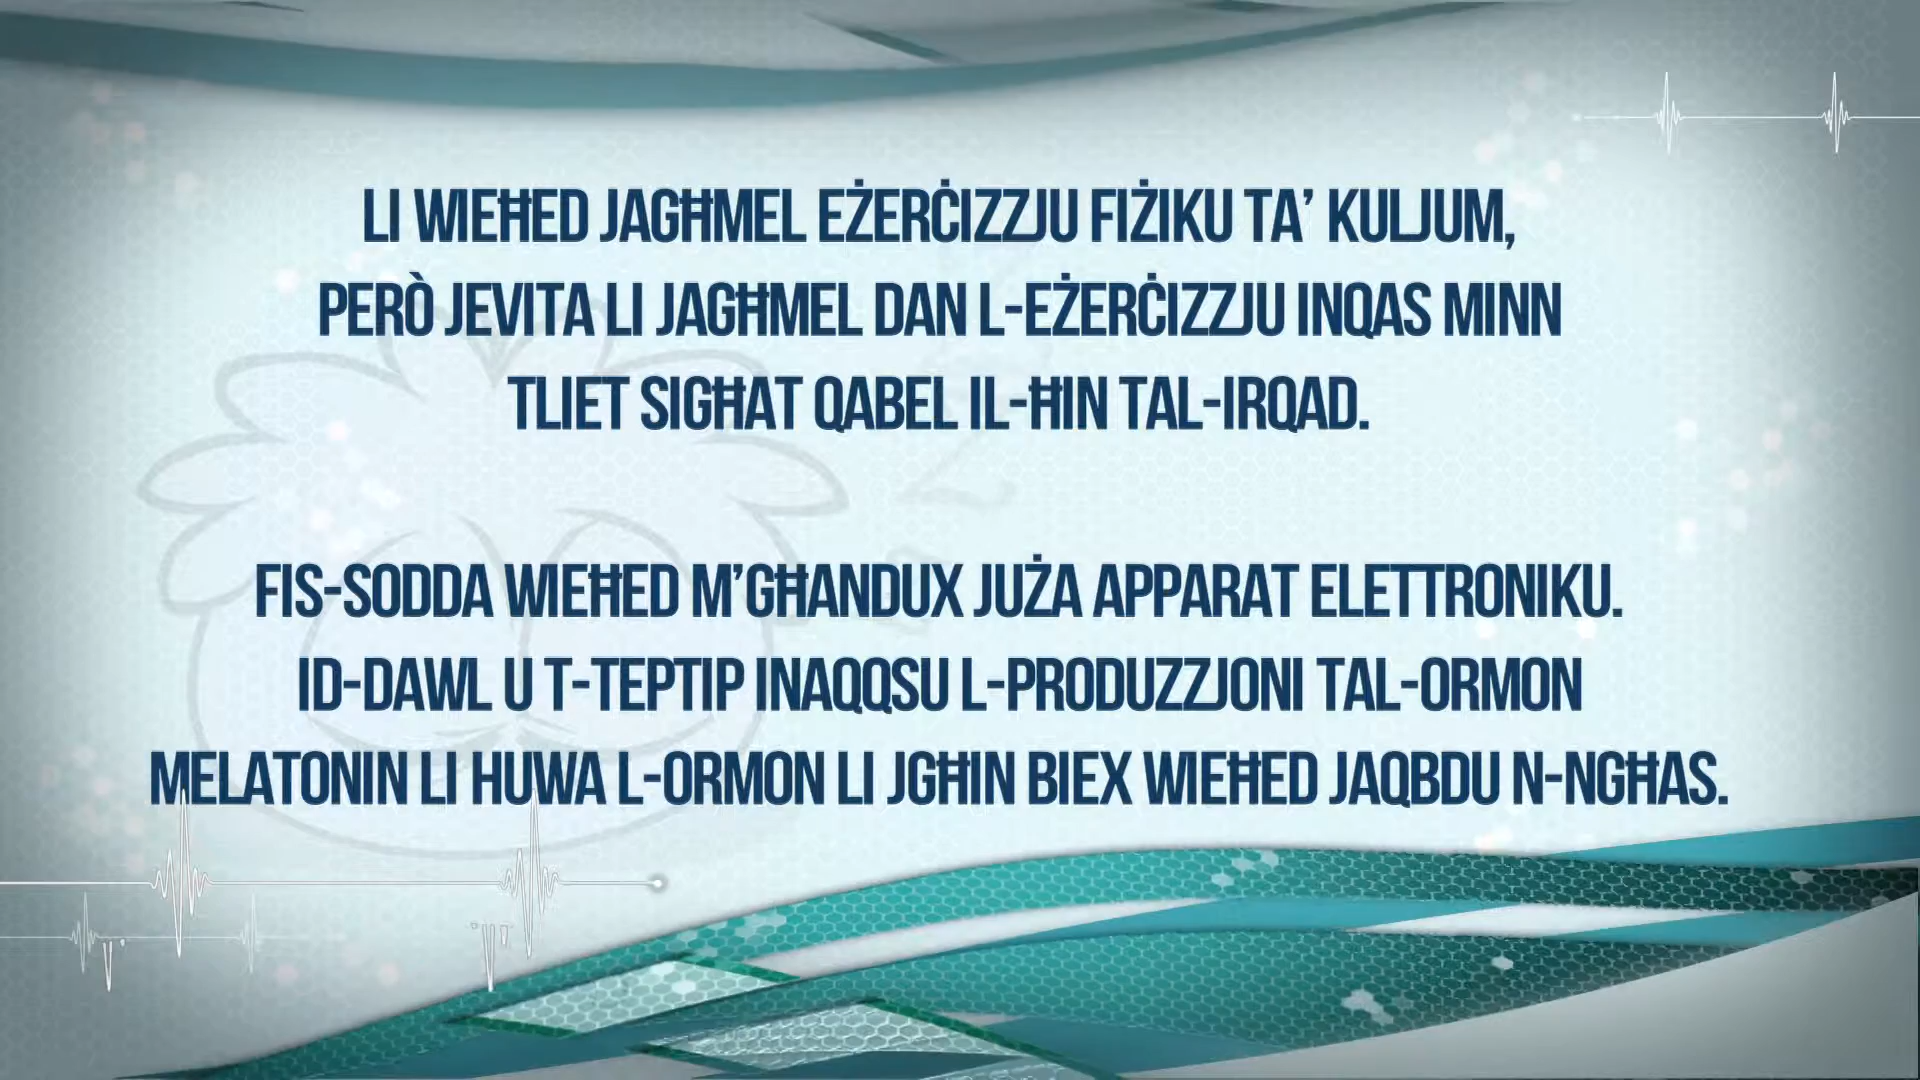 LI WIEĦED JAGĦMEL EŻERĊIZZJU FIŻIKU TA’ KULJUM,
PERÒ JEVITA LI JAGĦMEL DAN L-EŻERĊIZZJU INQAS MINN
TLIET SIGĦAT QABEL IL-ĦIN TAL-IRQAD.
FIS-SODDA WIEĦED M’GĦANDUX JUŻA APPARAT ELETTRONIKU.
ID-DAWL U T-TEPTIP INAQQSU L-PRODUZZJONI TAL-ORMON
MELATONIN LI HUWA L-ORMON LI JGĦIN BIEX WIEĦED JAQBDU N-NGĦAS.